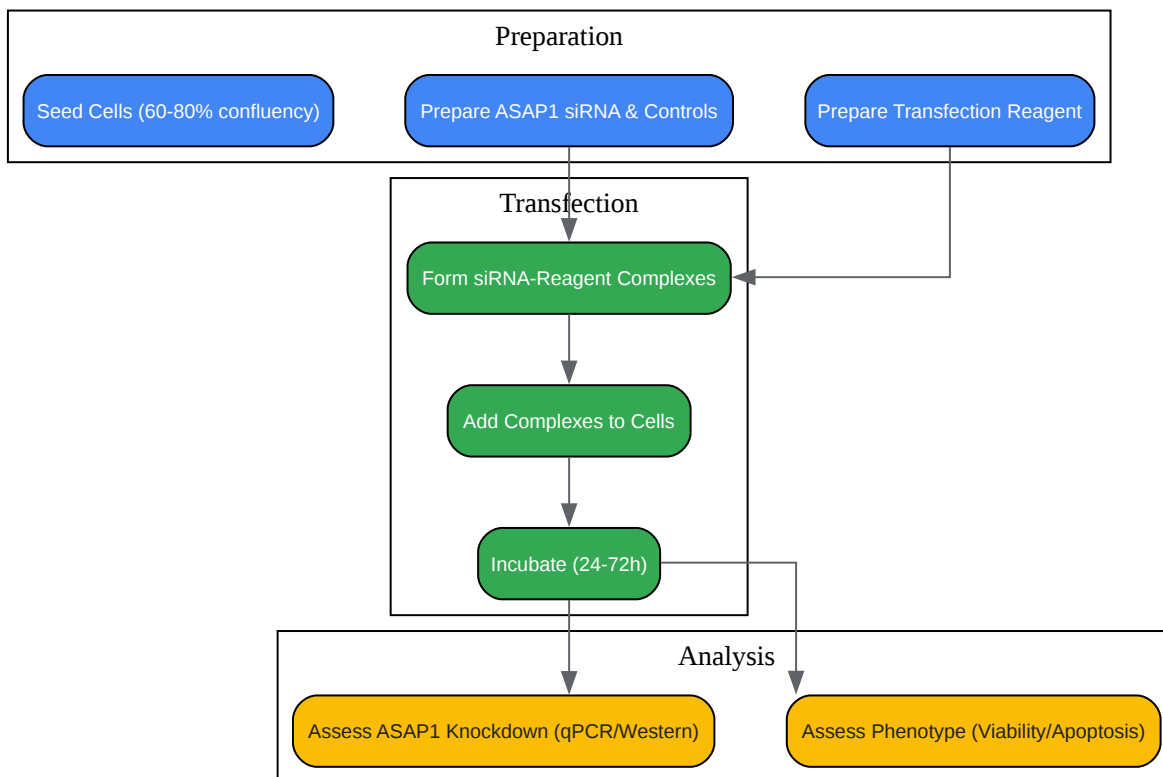 Preparation
Seed Cells (60-80% confluency)
Prepare ASAP1 siRNA & Controls
Prepare Transfection Reagent
Transfection
Form siRNA-Reagent Complexes
Add Complexes to Cells
Incubate (24-72h)
Analysis
Assess ASAP1 Knockdown (qPCR/Western)
Assess Phenotype (Viability/Apoptosis)